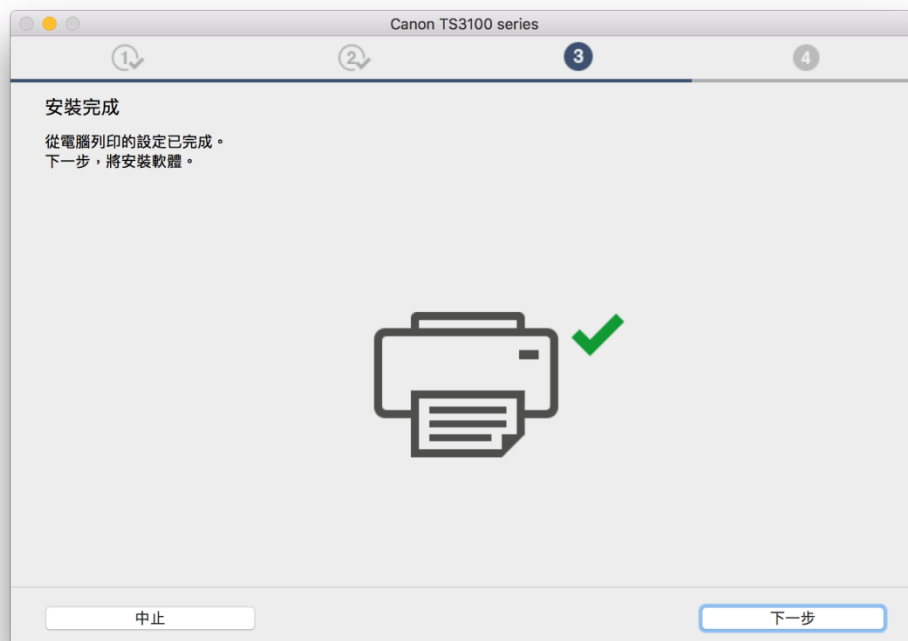 Canon TS3100 series
1 2 3 4
安裝完成
從電腦列印的設定已完成。
下一步，將安裝軟體。
中止 下一步